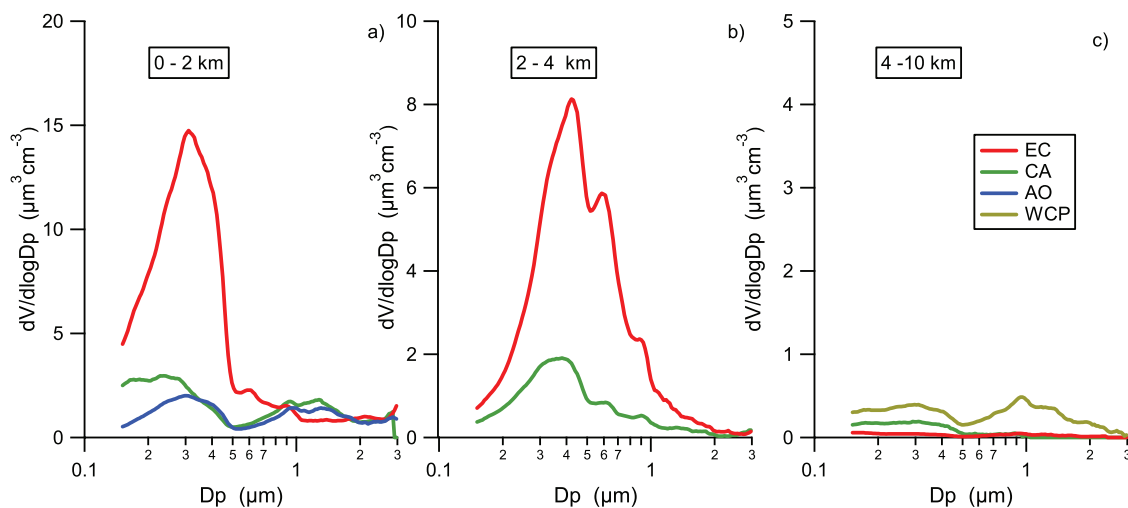 a)
0 - 2 km
20
15
10
5
0
dV/dlogDp (µm³cm⁻³)
0.1 2 3 4 5 6 7 1 2 3
Dp (µm)
b)
2 - 4 km
10
8
6
4
2
0
dV/dlogDp (µm³cm⁻³)
0.1 2 3 4 5 6 7 1 2 3
Dp (µm)
c)
4 -10 km
5
4
3
2
1
0
dV/dlogDp (µm³cm⁻³)
0.1 2 3 4 5 6 7 1 2 3
Dp (µm)
EC
CA
AO
WCP